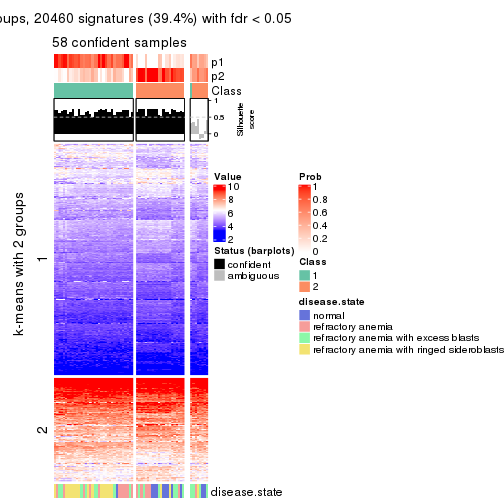 oups, 20460 signatures (39.4%) with fdr < 0.05
58 confident samples
p1
p2
Class
1
0.5
0
Silhouette
score
k-means with 2 groups
1
2
disease.state
Value
10
8
6
4
2
Status (barplots)
confident
ambiguous
Prob
1
0.8
0.6
0.4
0.2
0
Class
1
2
disease.state
normal
refractory anemia
refractory anemia with excess blasts
refractory anemia with ringed sideroblasts